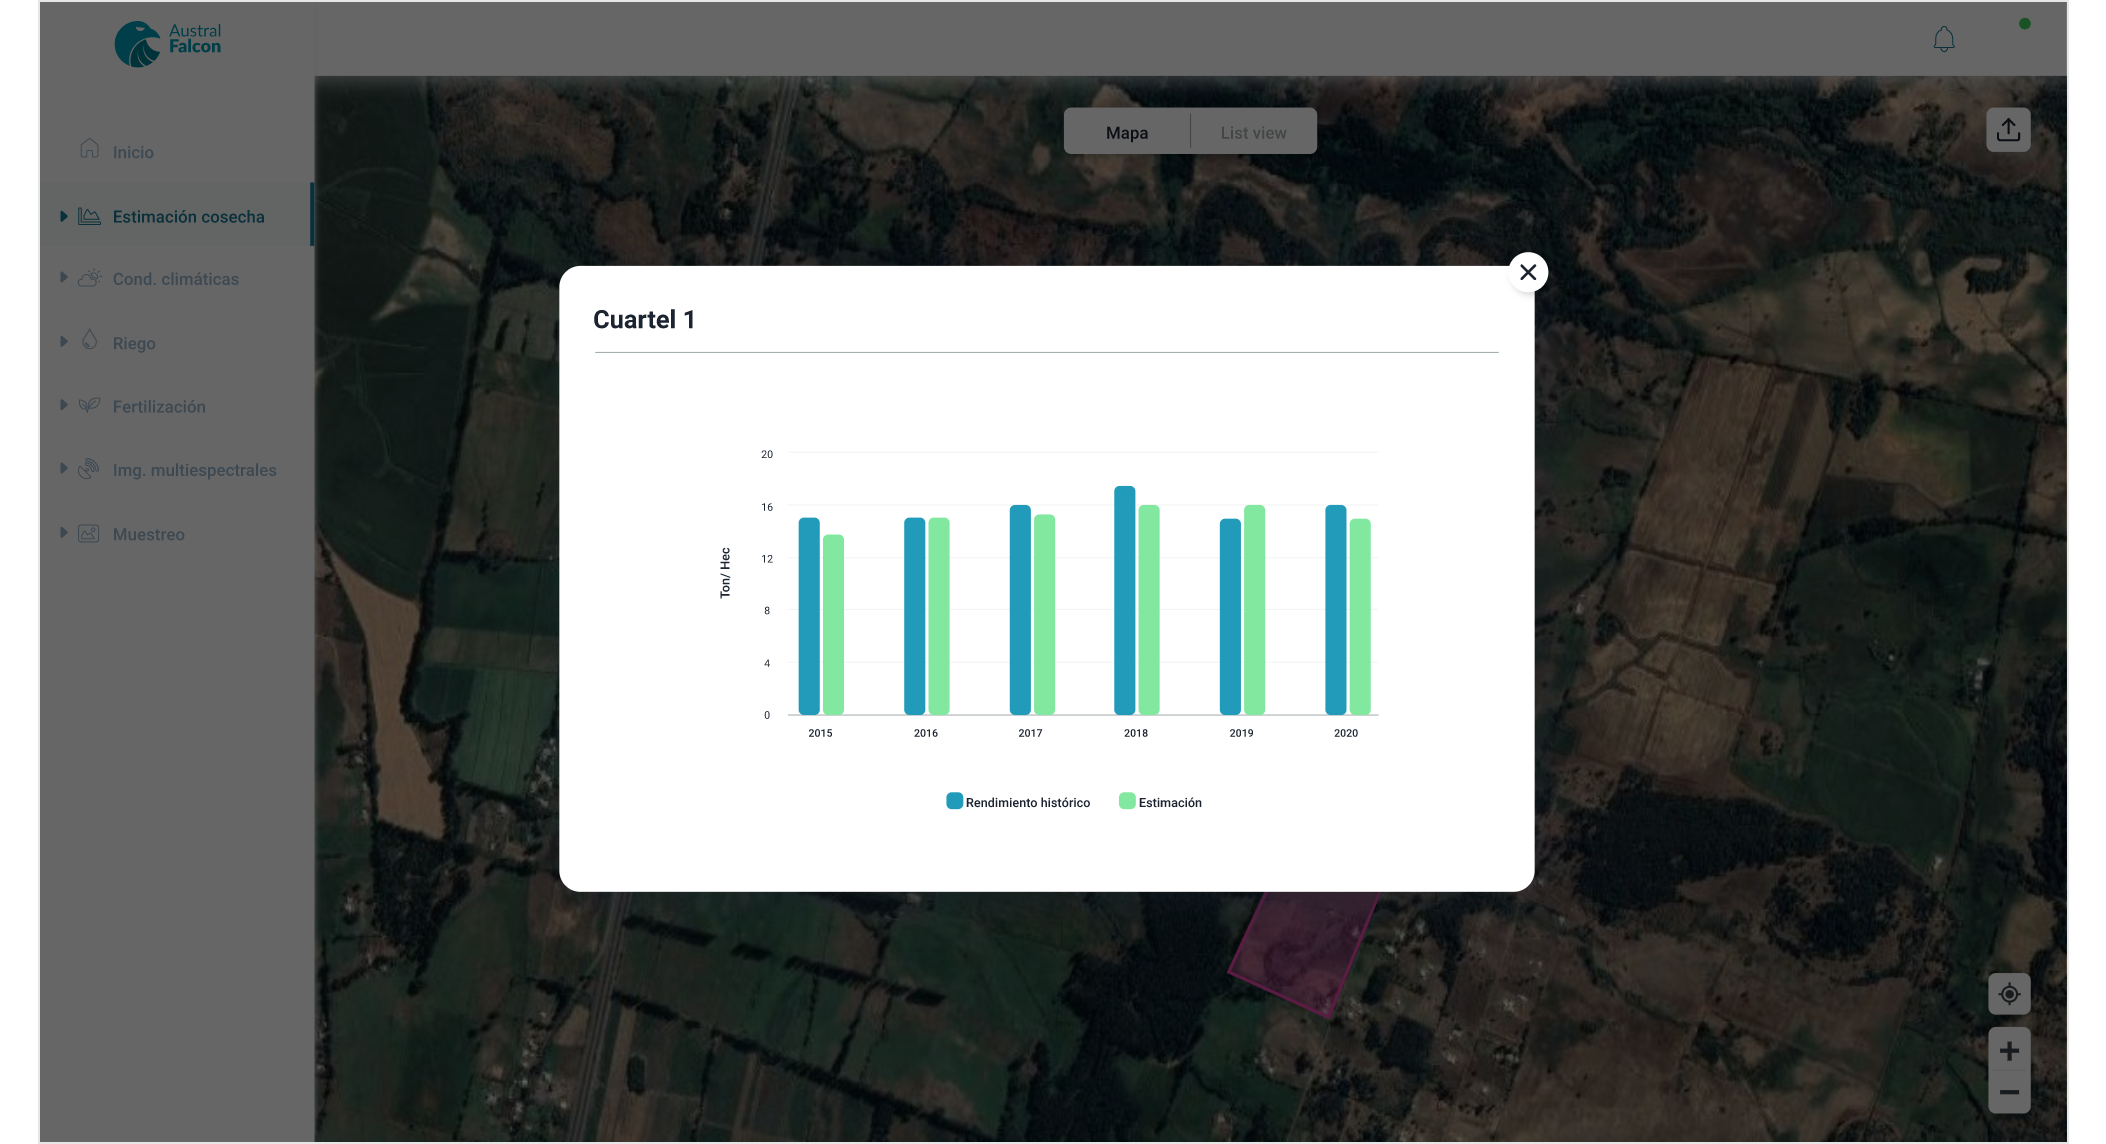 Austral
Falcon
Inicio
Estimación cosecha
Cond. climáticas
Riego
Fertilización
Img. multiespectrales
Muestreo
Mapa
List view
Cuartel 1
Ton/ Hec
20
16
12
8
4
0
2015 2016 2017 2018 2019 2020
Rendimiento histórico Estimación